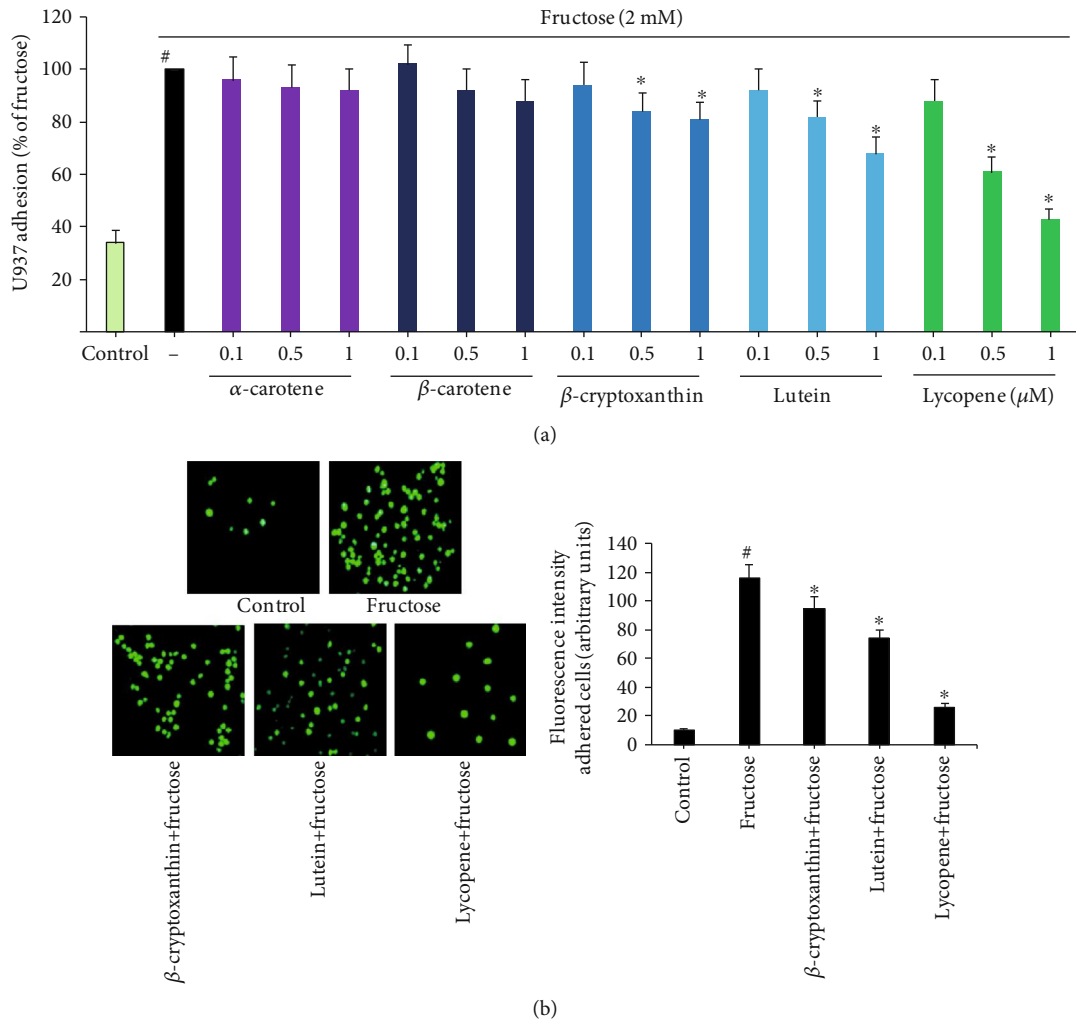 Fructose (2 mM)
U937 adhesion (% of fructose)
120
100
80
60
40
20
#
*
*
*
*
*
*
Control – 0.1 0.5 1 0.1 0.5 1 0.1 0.5 1 0.1 0.5 1 0.1 0.5 1
α-carotene β-carotene β-cryptoxanthin Lutein Lycopene (μM)
(a)
Control Fructose
β-cryptoxanthin+fructose
Lutein+fructose
Lycopene+fructose
Fluorescence intensity
adhered cells (arbitrary units)
140
120
100
80
60
40
20
0
#
*
*
*
Control
Fructose
β-cryptoxanthin+fructose
Lutein+fructose
Lycopene+fructose
(b)